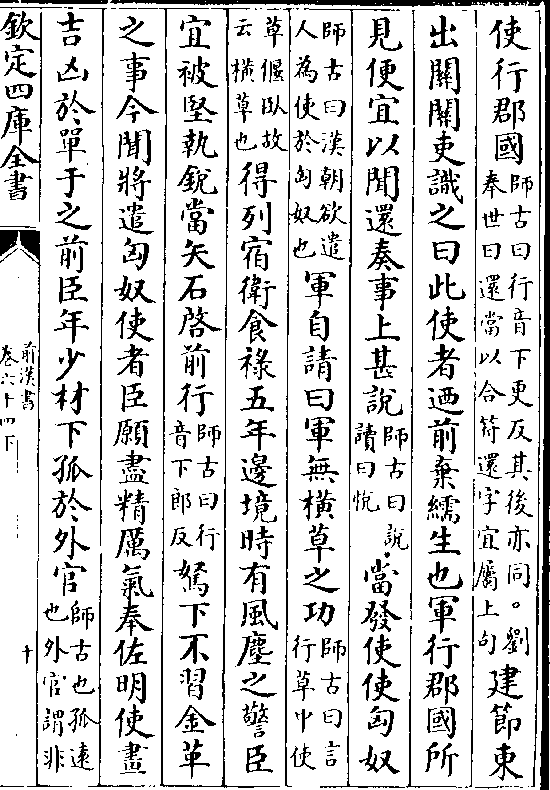 使行郡國師古曰行音下更反其後亦同。劉奉世曰還當以合符還字宜屬上句建節東
出關關吏識之曰此使者迺前棄繻生也軍行郡國所
見便宜以聞還奏事上甚說師古曰說讀曰悅當發使使匈奴
師古曰漢朝欲遣人為使於匈奴也軍自請曰軍無橫草之功師古曰言行草中使
草偃臥故云橫草也得列宿衛食祿五年邊境時有風塵之警臣
宜被堅執銳當矢石啓前行師古曰行音下郎反駑下不習金革
之事今聞將遣匈奴使者臣願盡精厲氣奉佐明使畫
吉凶於單于之前臣年少材下孤於外官師古也孤遠也外官謂非
欽定四庫全書
前漢書
卷六十四下
十